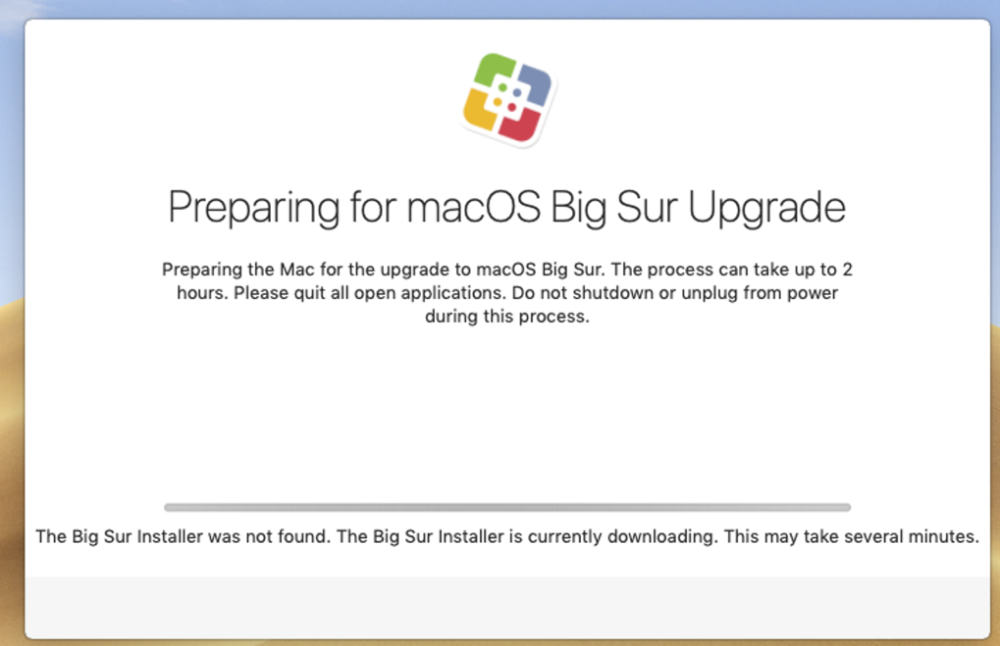 Preparing for macOS Big Sur Upgrade
Preparing the Mac for the upgrade to macOS Big Sur. The process can take up to 2
hours. Please quit all open applications. Do not shutdown or unplug from power
during this process.
The Big Sur Installer was not found. The Big Sur Installer is currently downloading. This may take several minutes.